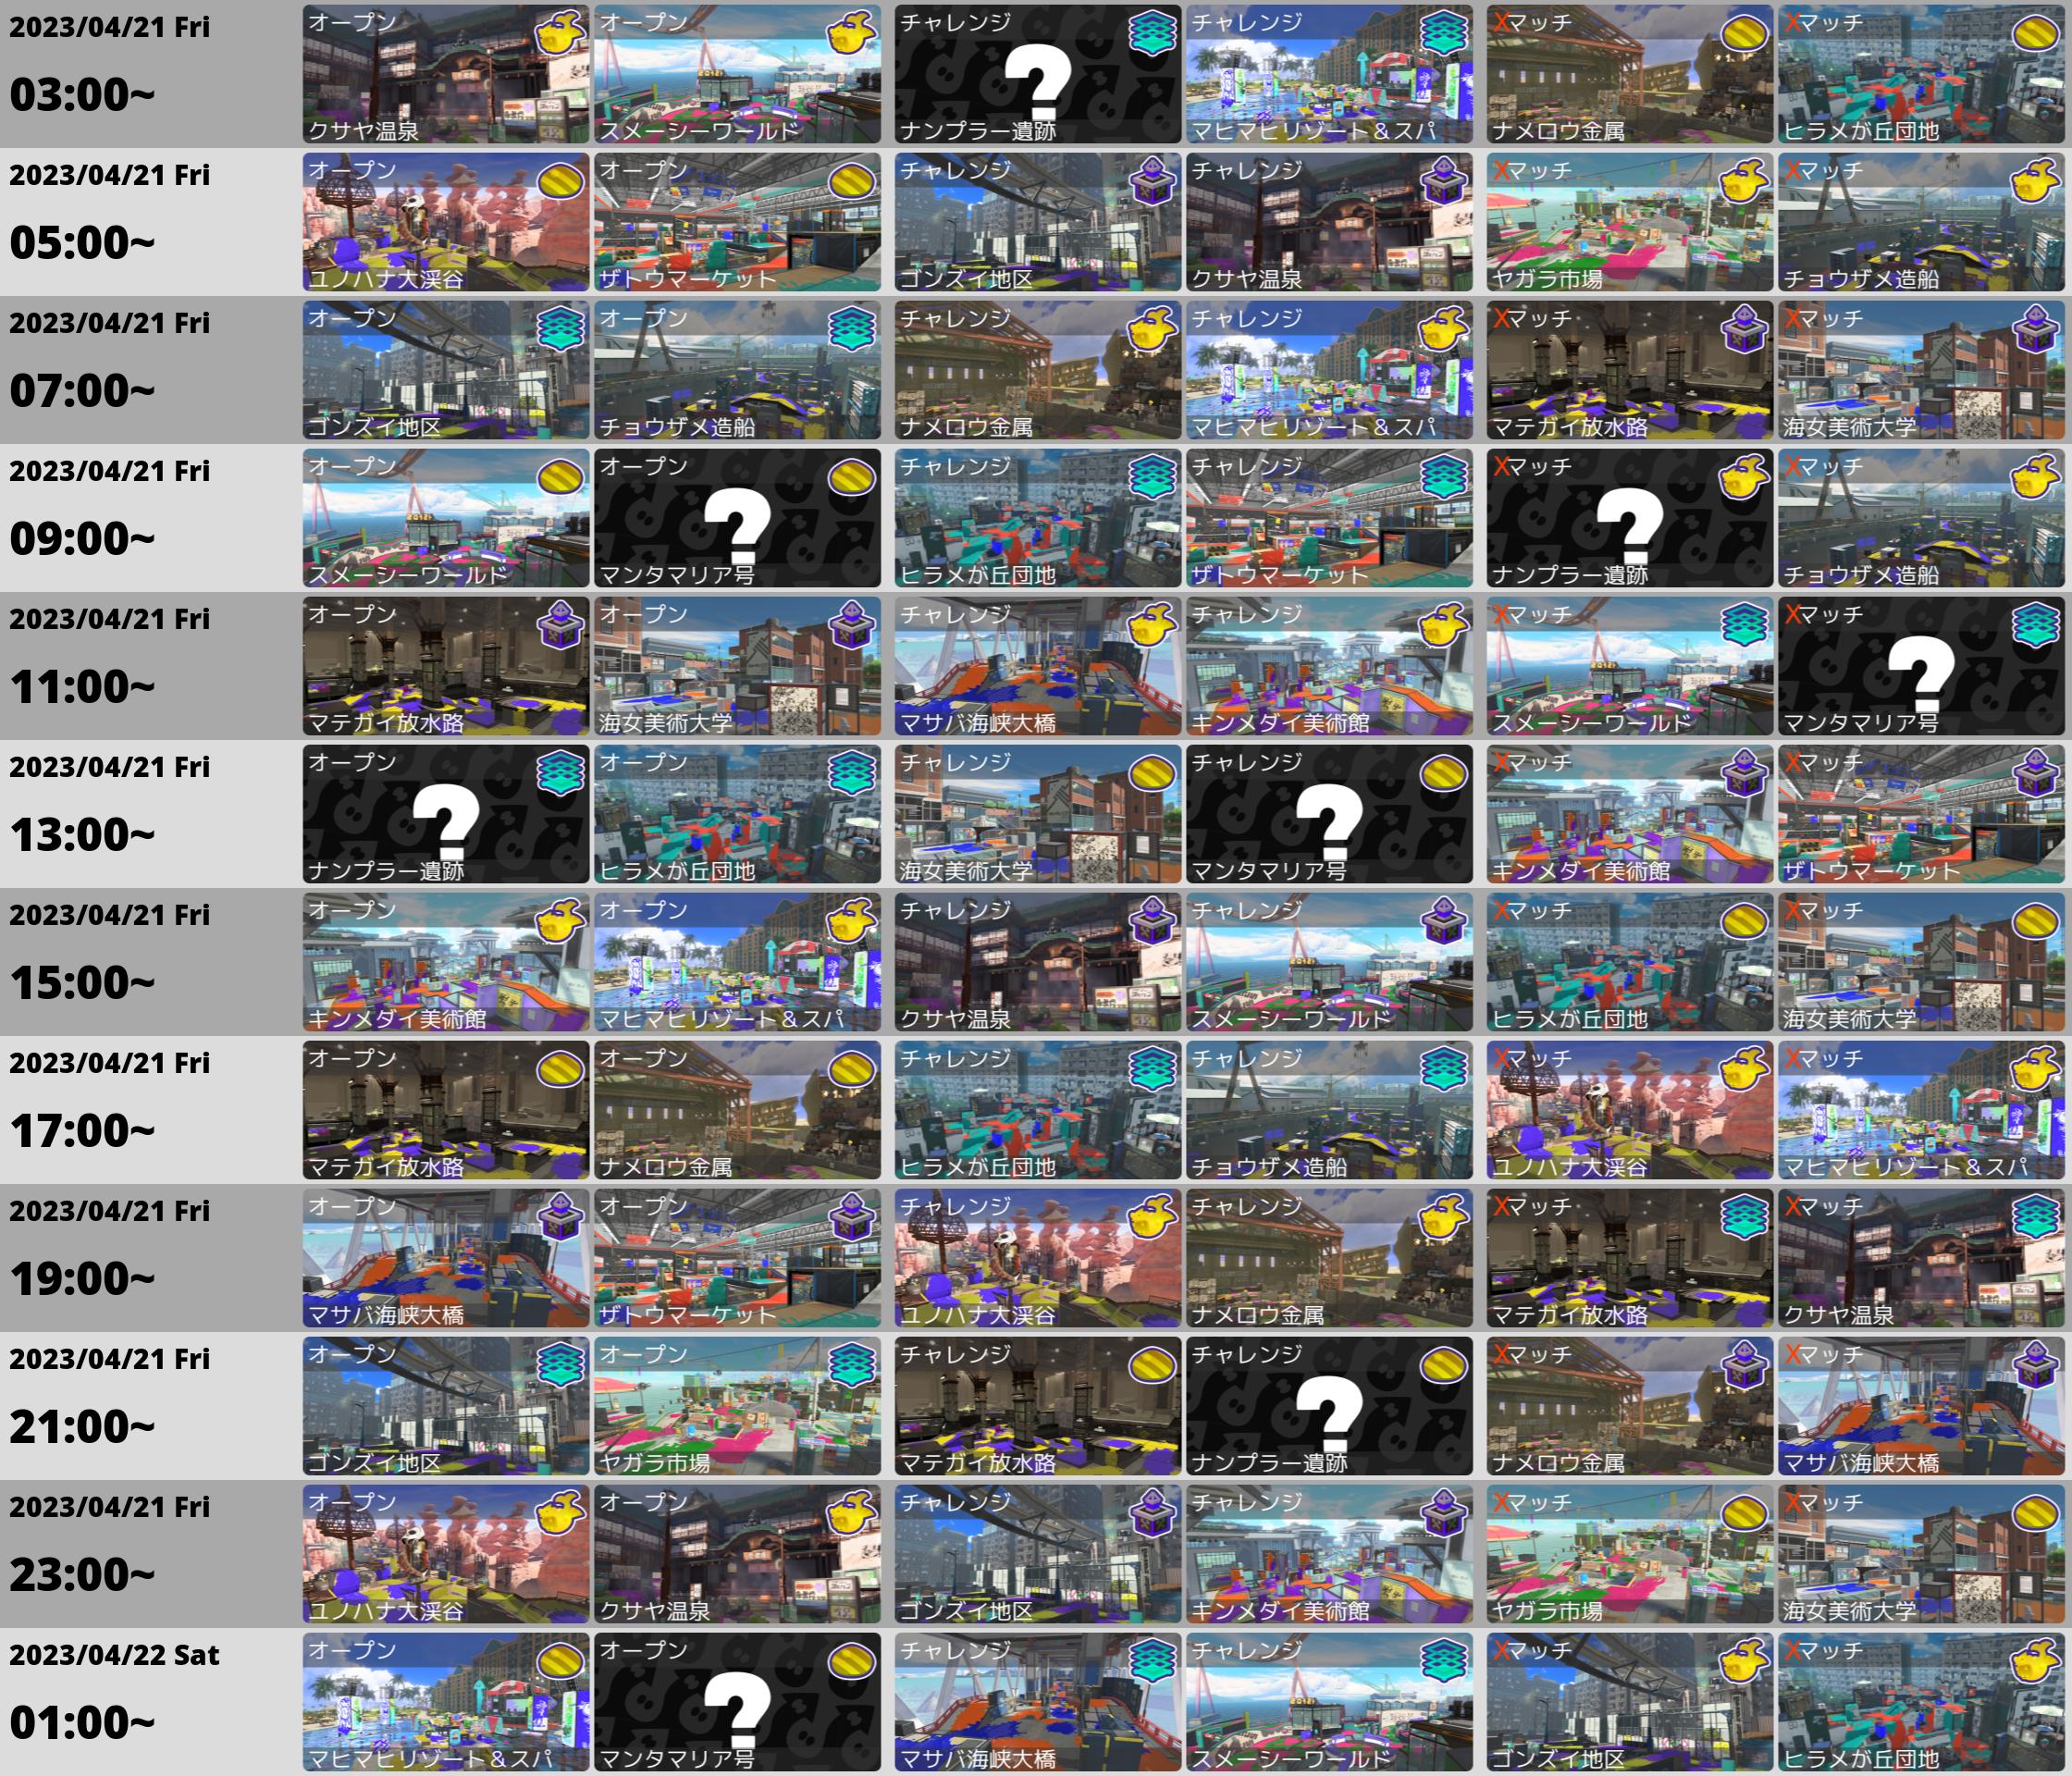 2023/04/21 Fri
03:00~
オープン オープン チャレンジ チャレンジ Xマッチ Xマッチ
クサヤ温泉 スメーシーワールド ナンプラー遺跡 マヒマヒリゾート＆スパ ナメロウ金属 ヒラメが丘団地
2023/04/21 Fri
05:00~
オープン オープン チャレンジ チャレンジ Xマッチ Xマッチ
ユノハナ大渓谷 ザトウマーケット ゴンズイ地区 クサヤ温泉 ヤガラ市場 チョウザメ造船
2023/04/21 Fri
07:00~
オープン オープン チャレンジ チャレンジ Xマッチ Xマッチ
ゴンズイ地区 チョウザメ造船 ナメロウ金属 マヒマヒリゾート＆スパ マテガイ放水路 海女美術大学
2023/04/21 Fri
09:00~
オープン オープン チャレンジ チャレンジ Xマッチ Xマッチ
スメーシーワールド マンタマリア号 ヒラメが丘団地 ザトウマーケット ナンプラー遺跡 チョウザメ造船
2023/04/21 Fri
11:00~
オープン オープン チャレンジ チャレンジ Xマッチ Xマッチ
マテガイ放水路 海女美術大学 マサバ海峡大橋 キンメダイ美術館 スメーシーワールド マンタマリア号
2023/04/21 Fri
13:00~
オープン オープン チャレンジ チャレンジ Xマッチ Xマッチ
ナンプラー遺跡 ヒラメが丘団地 海女美術大学 マンタマリア号 キンメダイ美術館 ザトウマーケット
2023/04/21 Fri
15:00~
オープン オープン チャレンジ チャレンジ Xマッチ Xマッチ
キンメダイ美術館 マヒマヒリゾート＆スパ クサヤ温泉 スメーシーワールド ヒラメが丘団地 海女美術大学
2023/04/21 Fri
17:00~
オープン オープン チャレンジ チャレンジ Xマッチ Xマッチ
マテガイ放水路 ナメロウ金属 ヒラメが丘団地 チョウザメ造船 ユノハナ大渓谷 マヒマヒリゾート＆スパ
2023/04/21 Fri
19:00~
オープン オープン チャレンジ チャレンジ Xマッチ Xマッチ
マサバ海峡大橋 ザトウマーケット ユノハナ大渓谷 ナメロウ金属 マテガイ放水路 クサヤ温泉
2023/04/21 Fri
21:00~
オープン オープン チャレンジ チャレンジ Xマッチ Xマッチ
ゴンズイ地区 ヤガラ市場 マテガイ放水路 ナンプラー遺跡 ナメロウ金属 マサバ海峡大橋
2023/04/21 Fri
23:00~
オープン オープン チャレンジ チャレンジ Xマッチ Xマッチ
ユノハナ大渓谷 クサヤ温泉 ゴンズイ地区 キンメダイ美術館 ヤガラ市場 海女美術大学
2023/04/22 Sat
01:00~
オープン オープン チャレンジ チャレンジ Xマッチ Xマッチ
マヒマヒリゾート＆スパ マンタマリア号 マサバ海峡大橋 スメーシーワールド ゴンズイ地区 ヒラメが丘団地